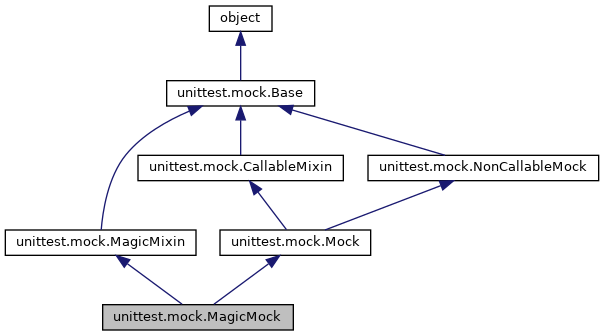 object
unittest.mock.Base
unittest.mock.CallableMixin
unittest.mock.NonCallableMock
unittest.mock.MagicMixin
unittest.mock.Mock
unittest.mock.MagicMock